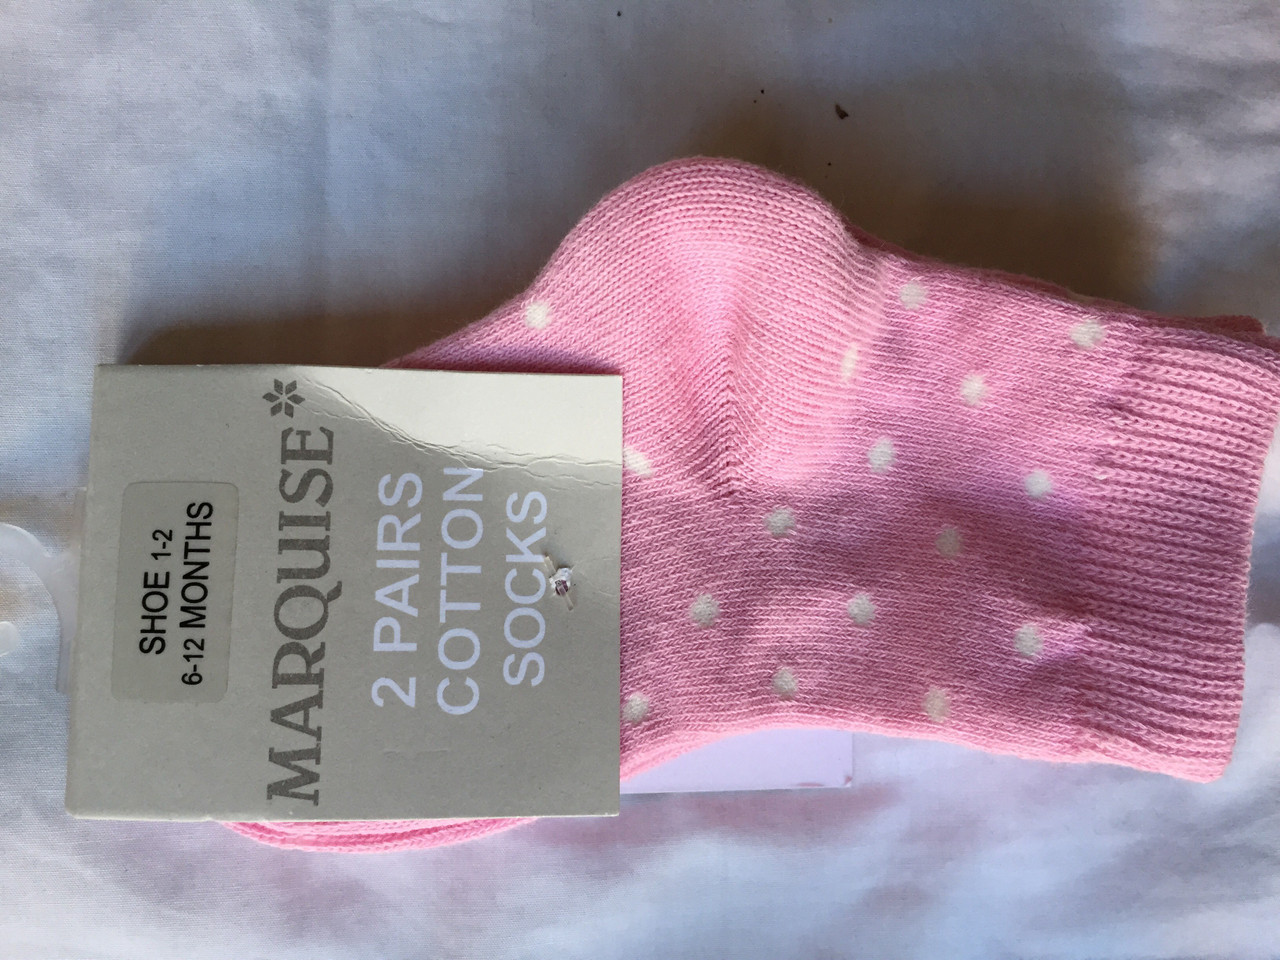 SHOE 1-2
6-12 MONTHS
MARQUISE
2 PAIRS
COTTON
SOCKS